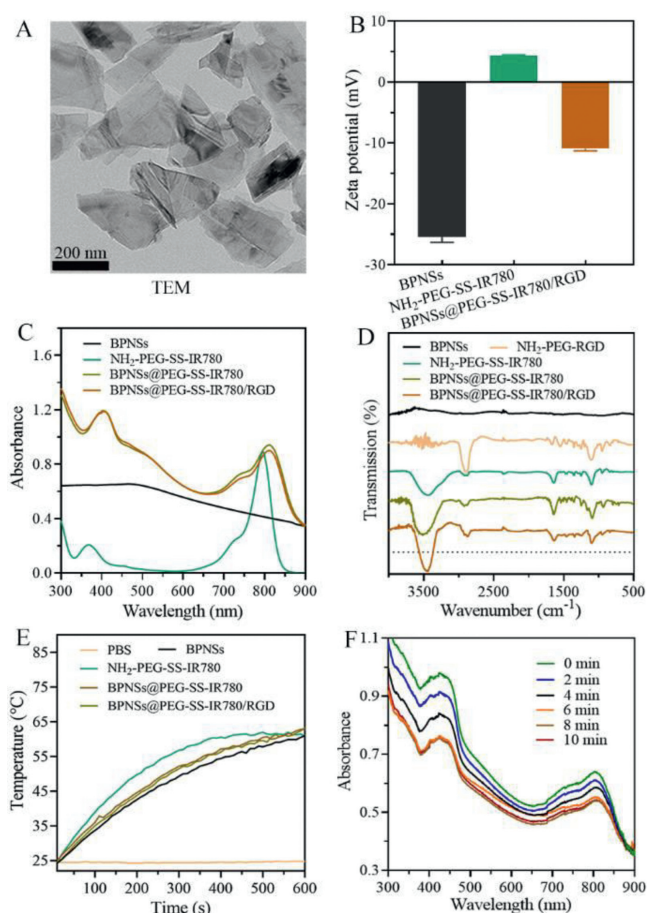 A
200 nm
TEM
B
Zeta potential (mV)
10
0
-10
-20
-30
BPNSs
NH₂-PEG-SS-IR780
BPNSs@PEG-SS-IR780/RGD
C
BPNSs
NH₂-PEG-SS-IR780
BPNSs@PEG-SS-IR780
BPNSs@PEG-SS-IR780/RGD
Absorbance
1.8
1.2
0.6
0.0
300 400 500 600 700 800 900
Wavelength (nm)
D
BPNSs NH₂-PEG-RGD
NH₂-PEG-SS-IR780
BPNSs@PEG-SS-IR780
BPNSs@PEG-SS-IR780/RGD
Transmission (%)
3500 2500 1500 500
Wavenumber (cm⁻¹)
E
PBS BPNSs
NH₂-PEG-SS-IR780
BPNSs@PEG-SS-IR780
BPNSs@PEG-SS-IR780/RGD
Temperature (°C)
85
75
65
55
45
35
25
100 200 300 400 500 600
Time (s)
F
0 min
2 min
4 min
6 min
8 min
10 min
Absorbance
1.1
0.9
0.7
0.5
0.3
300 400 500 600 700 800 900
Wavelength (nm)